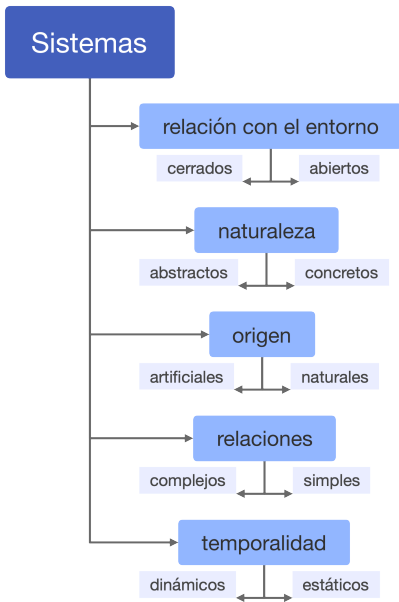 Sistemas
relación con el entorno
cerrados
abiertos
naturaleza
abstractos
concretos
origen
artificiales
naturales
relaciones
complejos
simples
temporalidad
dinámicos
estáticos